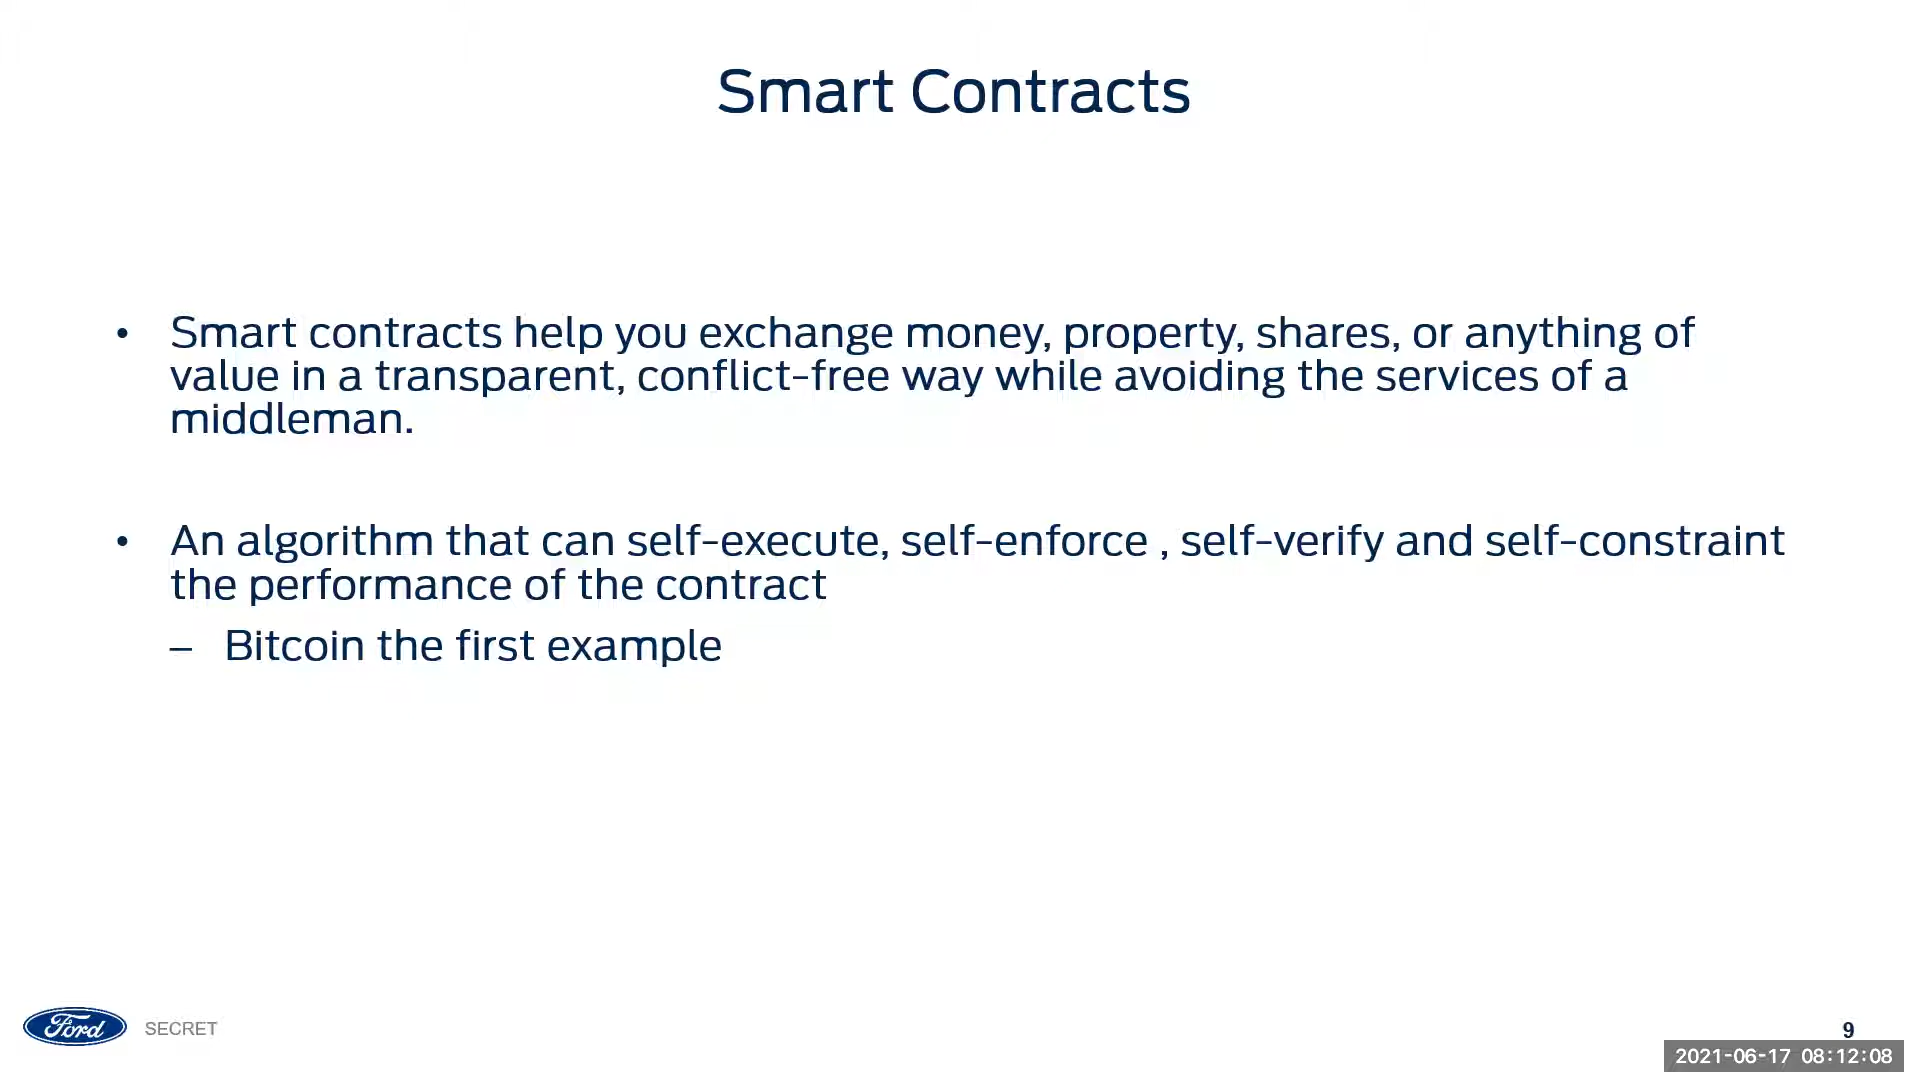 Smart Contracts
• Smart contracts help you exchange money, property, shares, or anything of
value in a transparent, conflict-free way while avoiding the services of a
middleman.
• An algorithm that can self-execute, self-enforce , self-verify and self-constraint
the performance of the contract
– Bitcoin the first example
Ford SECRET
9
2021-06-17 08:12:08